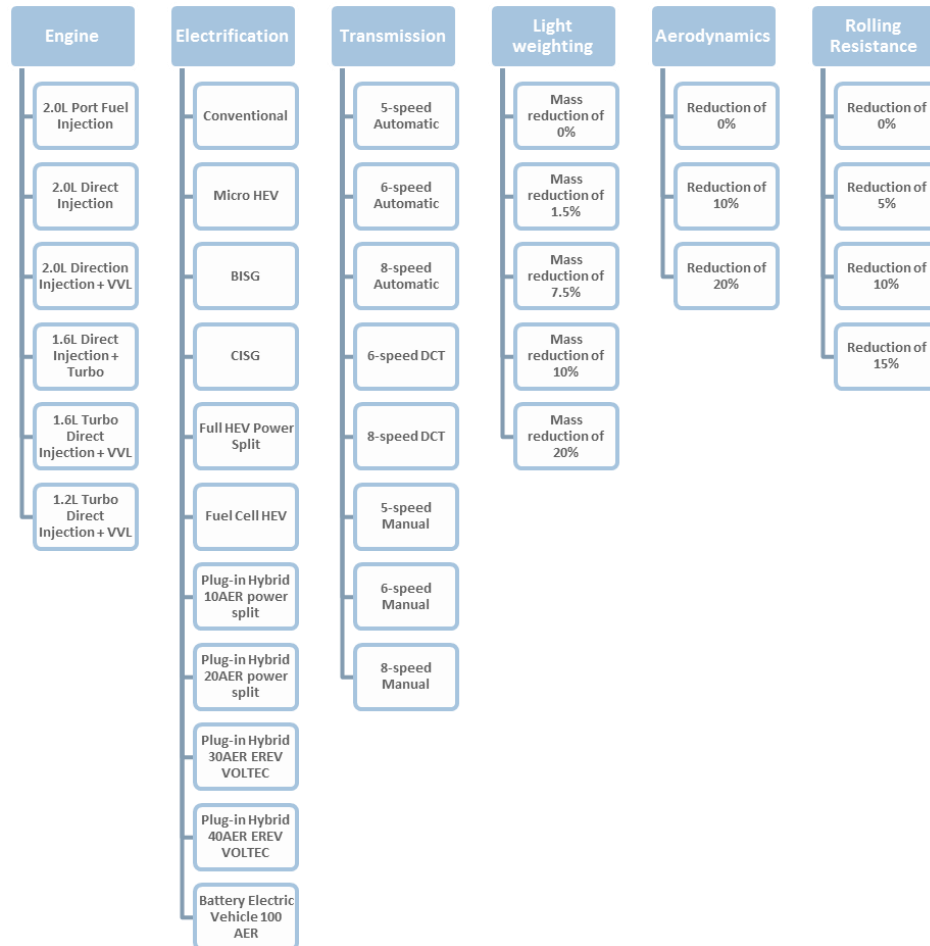 Engine
2.0L Port Fuel
Injection
2.0L Direct
Injection
2.0L Direction
Injection + VVL
1.6L Direct
Injection +
Turbo
1.6L Turbo
Direct
Injection + VVL
1.2L Turbo
Direct
Injection + VVL
Electrification
Conventional
Micro HEV
BISG
CISG
Full HEV Power
Split
Fuel Cell HEV
Plug-in Hybrid
10AER power
split
Plug-in Hybrid
20AER power
split
Plug-in Hybrid
30AER EREV
VOLTEC
Plug-in Hybrid
40AER EREV
VOLTEC
Battery Electric
Vehicle 100
AER
Transmission
5-speed
Automatic
6-speed
Automatic
8-speed
Automatic
6-speed DCT
8-speed DCT
5-speed
Manual
6-speed
Manual
8-speed
Manual
Light
weighting
Mass
reduction of
0%
Mass
reduction of
1.5%
Mass
reduction of
7.5%
Mass
reduction of
10%
Mass
reduction of
20%
Aerodynamics
Reduction of
0%
Reduction of
10%
Reduction of
20%
Rolling
Resistance
Reduction of
0%
Reduction of
5%
Reduction of
10%
Reduction of
15%